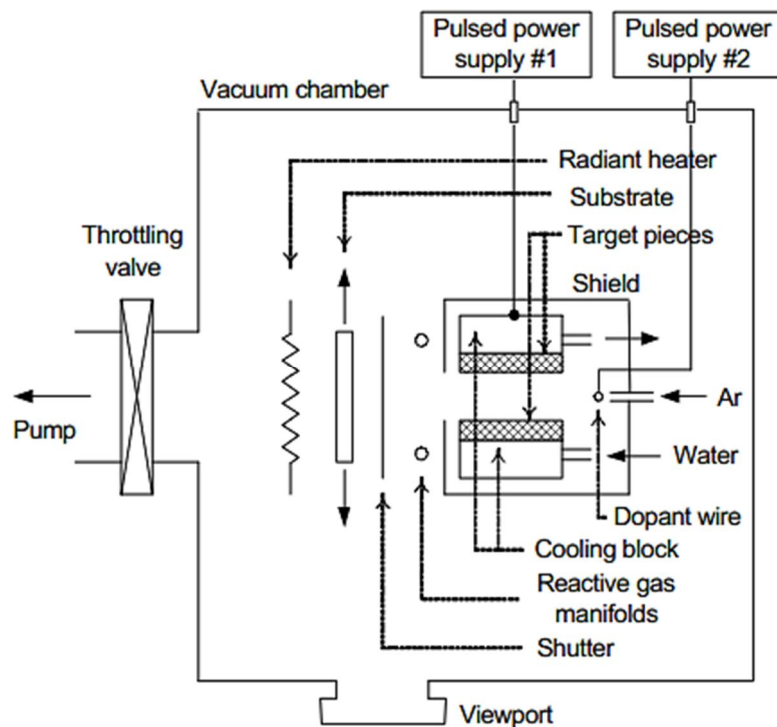 Pulsed power
supply #1
Pulsed power
supply #2
Vacuum chamber
Radiant heater
Substrate
Throttling
valve
Target pieces
Shield
Ar
Pump
Water
Dopant wire
Cooling block
Reactive gas
manifolds
Shutter
Viewport